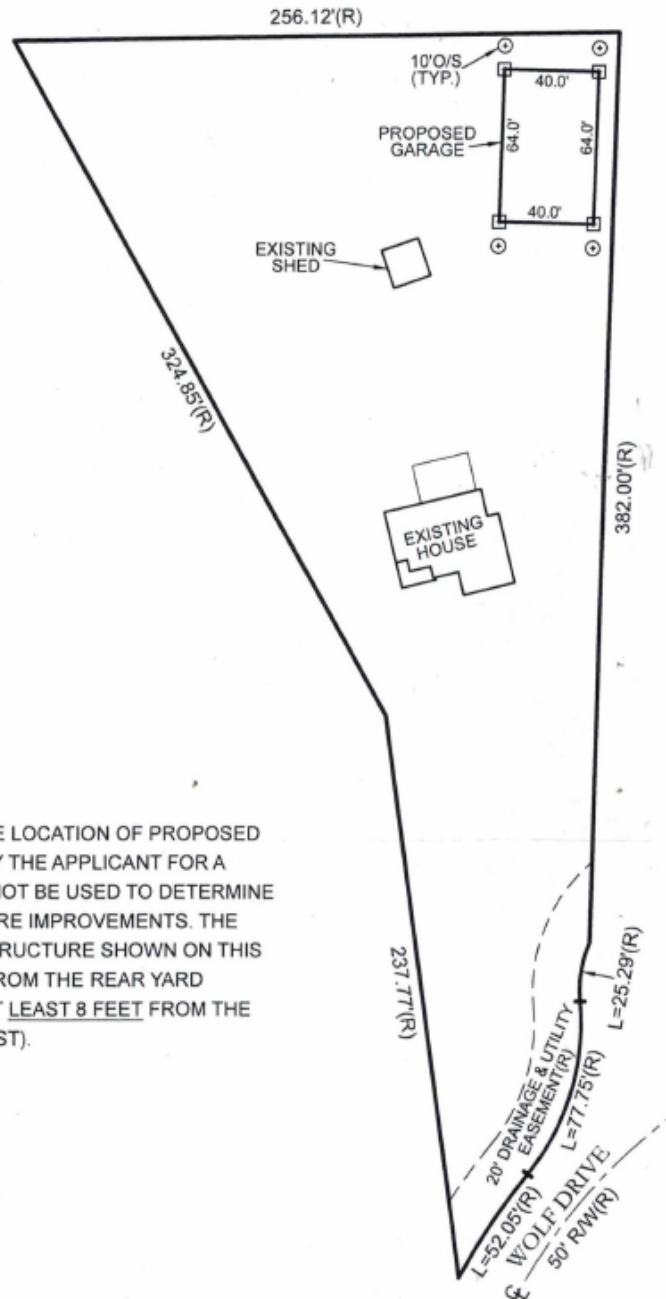 256.12'(R)
10'O/S
(TYP.)
40.0'
PROPOSED
GARAGE
64.0'
64.0'
40.0'
EXISTING
SHED
324.85'(R)
382.00'(R)
EXISTING
HOUSE
E LOCATION OF PROPOSED
Y THE APPLICANT FOR A
NOT BE USED TO DETERMINE
RE IMPROVEMENTS. THE
RUCTURE SHOWN ON THIS
ROM THE REAR YARD
T LEAST 8 FEET FROM THE
ST).
237.77'(R)
L=25.29'(R)
20' DRAINAGE & UTILITY
EASEMENT(R)
L=77.75'(R)
L=52.05'(R)
WOLF DRIVE
50' R/W(R)
℄